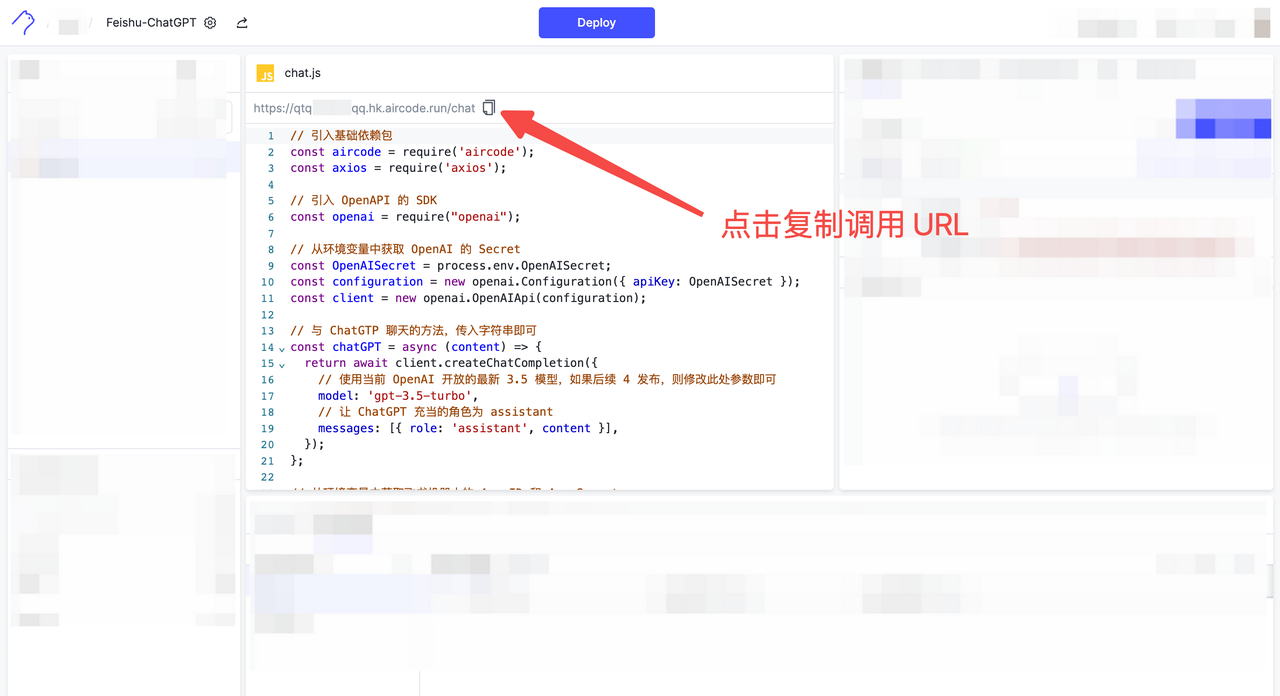 Feishu-ChatGPT
Deploy
JS chat.js
https://qtq qq.hk.aircode.run/chat
1 // 引入基础依赖包
2 const aircode = require('aircode');
3 const axios = require('axios');
4
5 // 引入 OpenAPI 的 SDK
6 const openai = require("openai");
7
8 // 从环境变量中获取 OpenAI 的 Secret
9 const OpenAISecret = process.env.OpenAISecret;
10 const configuration = new openai.Configuration({ apiKey: OpenAISecret });
11 const client = new openai.OpenAIApi(configuration);
12
13 // 与 ChatGTP 聊天的方法，传入字符串即可
14 const chatGPT = async (content) => {
15 return await client.createChatCompletion({
16 // 使用当前 OpenAI 开放的最新 3.5 模型，如果后续 4 发布，则修改此处参数即可
17 model: 'gpt-3.5-turbo',
18 // 让 ChatGPT 充当的角色为 assistant
19 messages: [{ role: 'assistant', content }],
20 });
21 };
22
点击复制调用 URL